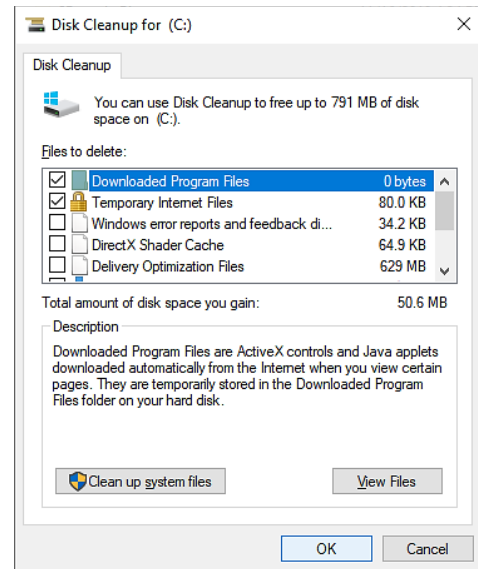 Disk Cleanup for (C:)
Disk Cleanup
You can use Disk Cleanup to free up to 791 MB of disk
space on (C:).
Files to delete:
Downloaded Program Files 0 bytes
Temporary Internet Files 80.0 KB
Windows error reports and feedback di... 34.2 KB
DirectX Shader Cache 64.9 KB
Delivery Optimization Files 629 MB
Total amount of disk space you gain: 50.6 MB
Description
Downloaded Program Files are ActiveX controls and Java applets
downloaded automatically from the Internet when you view certain
pages. They are temporarily stored in the Downloaded Program
Files folder on your hard disk.
Clean up system files View Files
OK Cancel